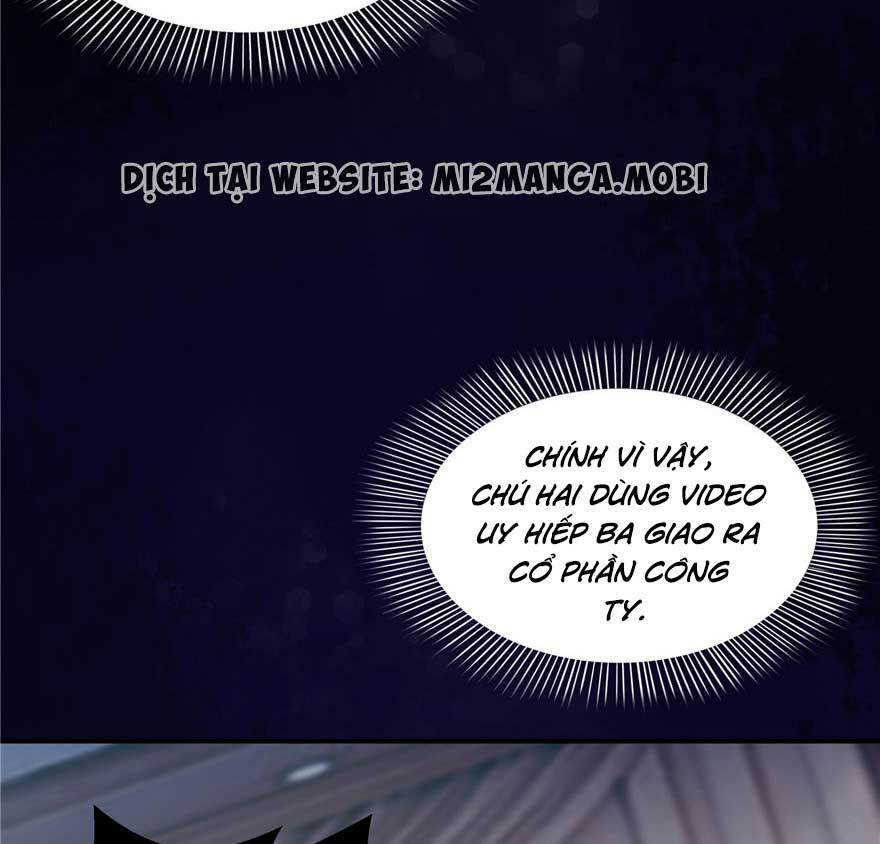 DỊCH TẠI WEBSITE: MI2MANGA.MOBI
CHÍNH VÌ VẬY,
CHÚ HAI DÙNG VIDEO
UY HIẾP BA GIAO RA
CỔ PHẦN CÔNG
TY.